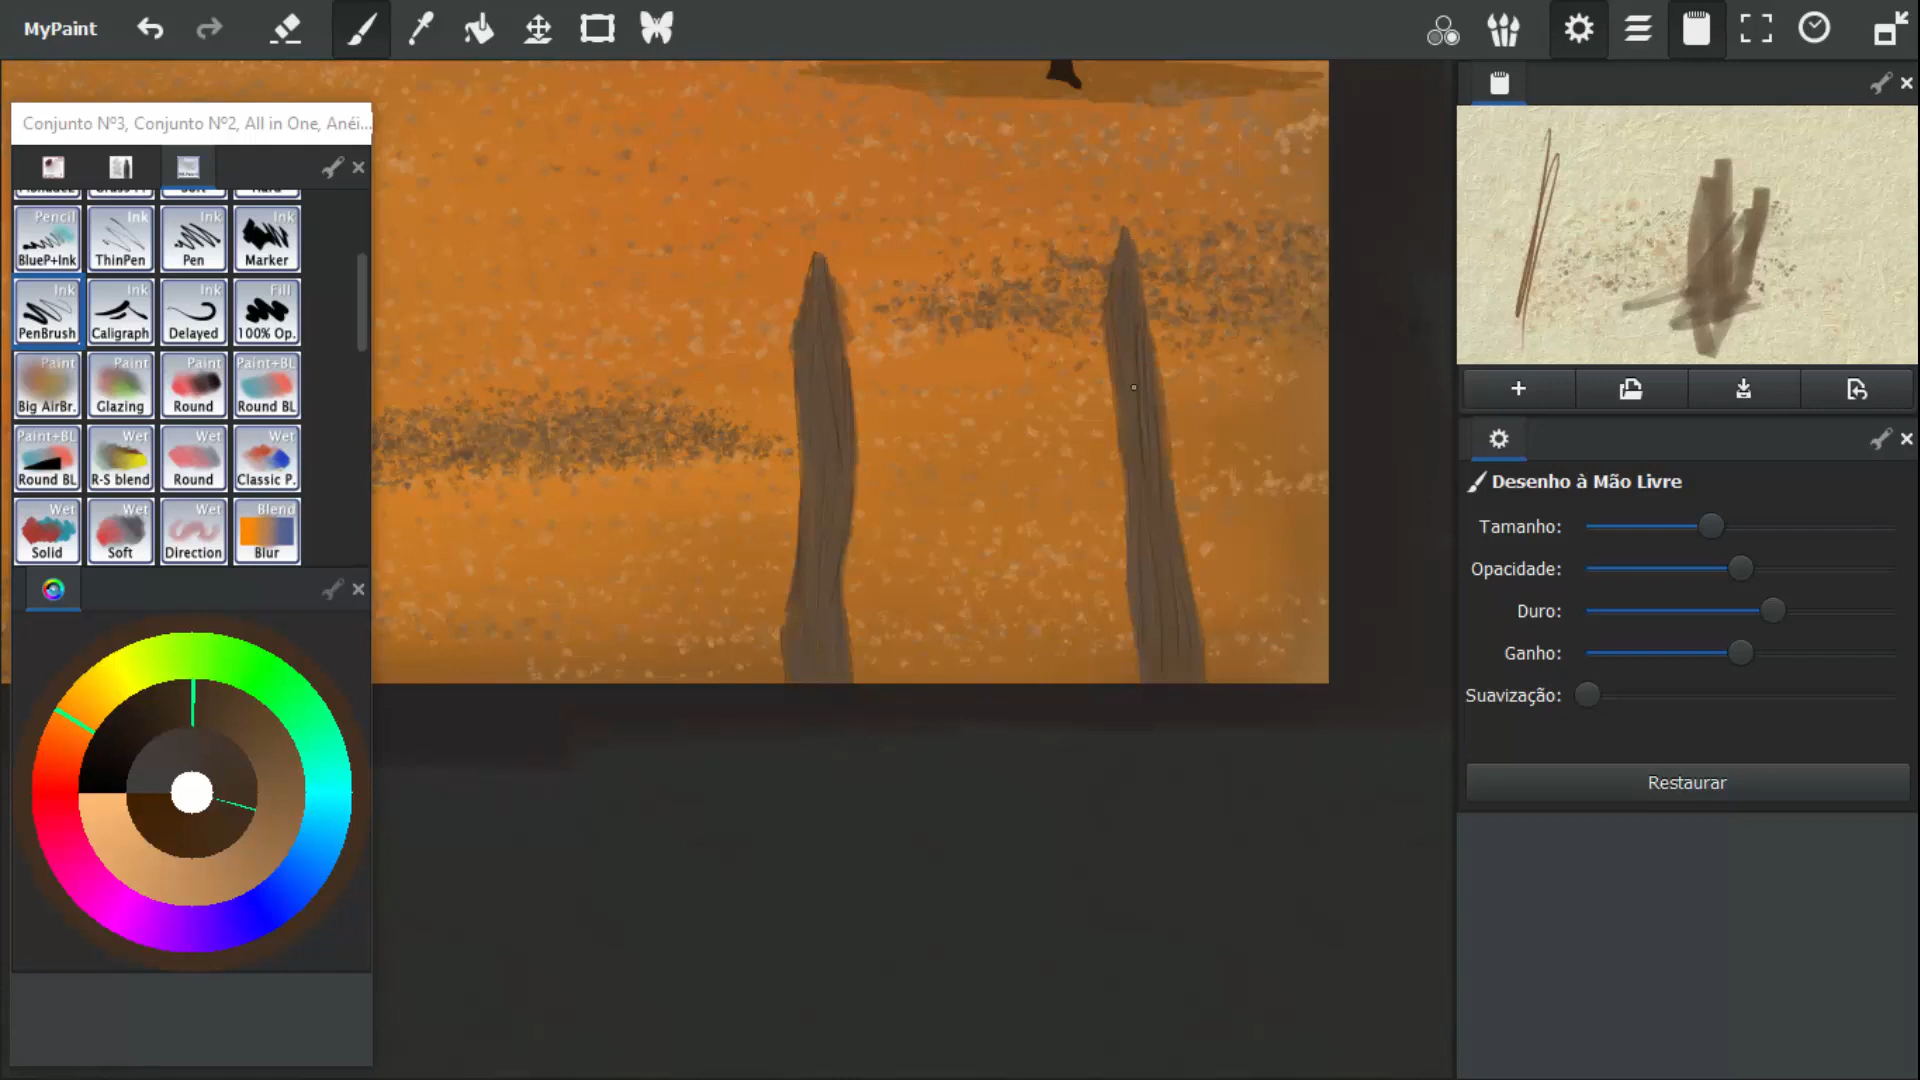 MyPaint
Conjunto Nº3, Conjunto Nº2, All in One, Anéi...
Pencil Ink Ink Ink
BlueP+Ink ThinPen Pen Marker
Ink Ink Ink Fill
PenBrush Caligraph Delayed 100% Op.
Paint Paint Paint Paint+BL
Big AirBr. Glazing Round Round BL
Paint+BL Wet Wet Wet
Round BL R-S blend Round Classic P.
Wet Wet Wet Blend
Solid Soft Direction Blur
Desenho à Mão Livre
Tamanho:
Opacidade:
Duro:
Ganho:
Suavização:
Restaurar